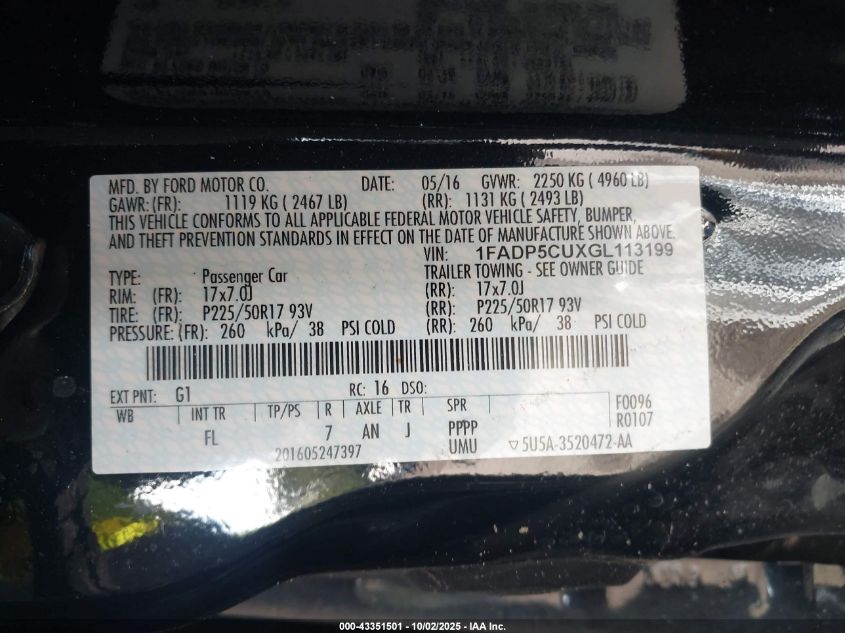 MFD. BY FORD MOTOR CO. DATE: 05/16 GVWR: 2250 KG ( 4960 LB)
GAWR: (FR): 1119 KG ( 2467 LB) (RR): 1131 KG ( 2493 LB)
THIS VEHICLE CONFORMS TO ALL APPLICABLE FEDERAL MOTOR VEHICLE SAFETY, BUMPER,
AND THEFT PREVENTION STANDARDS IN EFFECT ON THE DATE OF MANUFACTURE SHOWN ABOVE.
VIN: 1FADP5CUXGL113199
TYPE: Passenger Car TRAILER TOWING - SEE OWNER GUIDE
RIM: (FR): 17x7.0J (RR): 17x7.0J
TIRE: (FR): P225/50R17 93V (RR): P225/50R17 93V
PRESSURE: (FR): 260 kPa/ 38 PSI COLD (RR): 260 kPa/ 38 PSI COLD
EXT PNT: G1 RC: 16 DSO: F0096
WB INT TR TP/PS R AXLE TR SPR R0107
FL 7 AN J PPPP
201605247397 UMU ▽5U5A-3520472-AA
000-43351501 - 10/02/2025 - IAA Inc.